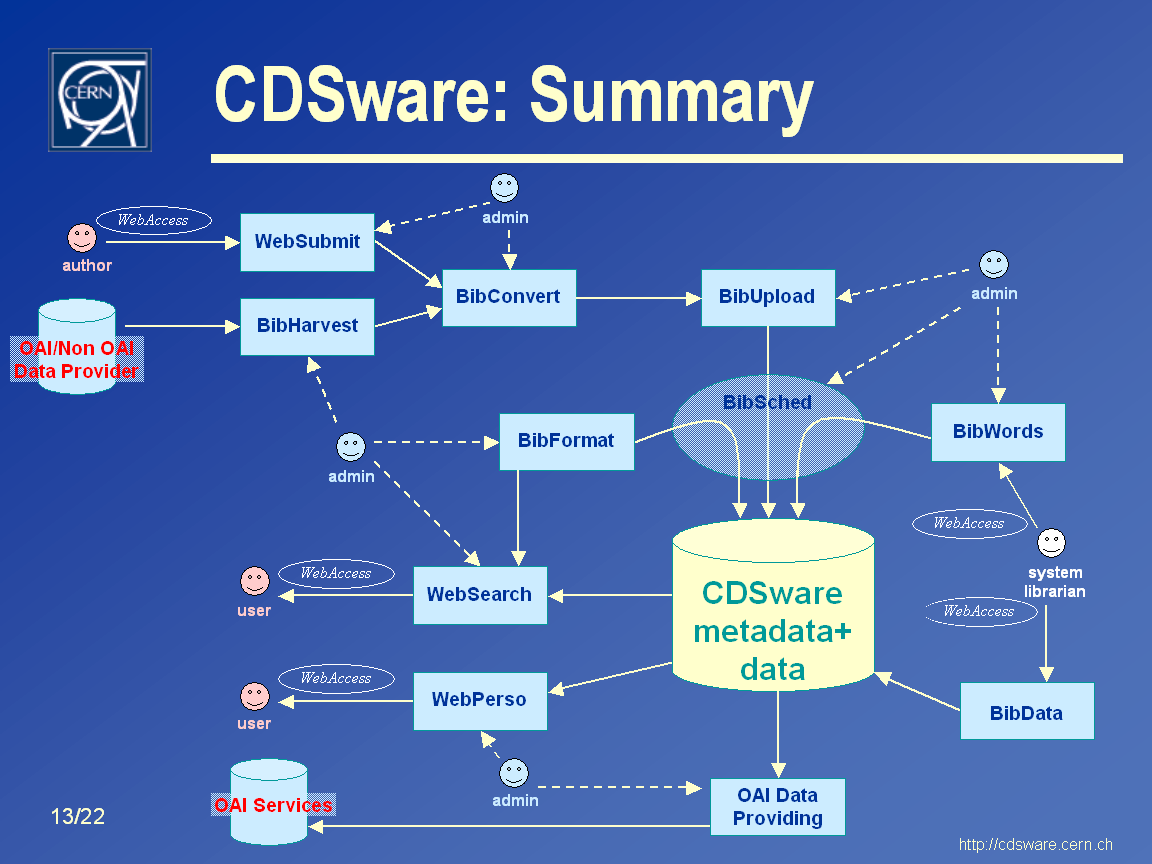 CERN
CDSware: Summary
admin
WebAccess
WebSubmit
author
admin
BibConvert
BibUpload
BibHarvest
OAI/Non OAI
Data Provider
BibSched
BibWords
BibFormat
admin
WebAccess
system
librarian
WebAccess
WebAccess
user
WebSearch
CDSware
metadata+
data
WebAccess
user
WebPerso
BibData
admin
OAI Services
OAI Data
Providing
13/22
http://cdsware.cern.ch